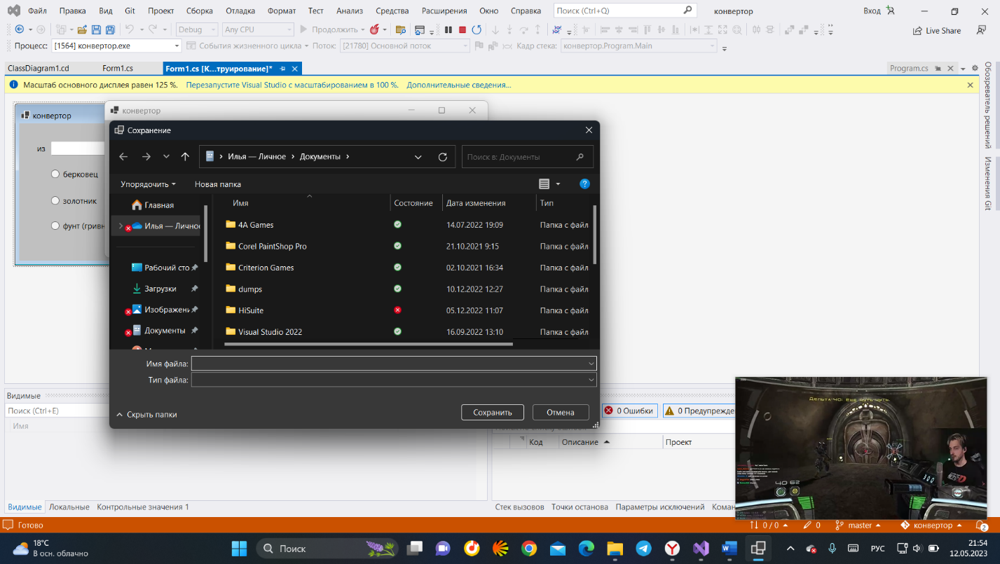 Файл Правка Вид Git Проект Сборка Отладка Формат Тест Анализ Средства Расширения Окно Справка Поиск (Ctrl+Q) конвертор Вход
Debug Any CPU Продолжить Live Share
Процесс: [1564] конвертор.exe События жизненного цикла Поток: [21780] Основной поток Кадр стека: конвертор.Program.Main
ClassDiagram1.cd Form1.cs Form1.cs [К...труирование]* Program.cs
Масштаб основного дисплея равен 125 %. Перезапустите Visual Studio с масштабированием в 100 %. Дополнительные сведения...
Обозреватель решений
Изменения Git
конвертор
конвертор
из
берковец
золотник
фунт (гривн
Сохранение
Илья — Личное > Документы > Поиск в: Документы
Упорядочить Новая папка
Имя Состояние Дата изменения Тип
Главная
Илья — Личное
Рабочий сто
Загрузки
Изображени
Документы
4A Games 14.07.2022 19:09 Папка с файл
Corel PaintShop Pro 21.10.2021 9:15 Папка с файл
Criterion Games 02.10.2021 16:34 Папка с файл
dumps 10.12.2022 12:27 Папка с файл
HiSuite 05.12.2022 11:07 Папка с файл
Visual Studio 2022 16.09.2022 13:10 Папка с файл
Имя файла:
Тип файла:
Скрыть папки Сохранить Отмена
Видимые
Поиск (Ctrl+E)
Имя
0 Ошибки 0 Предупрежде
Код Описание Проект
Дельта-40: Еще чуть-чуть.
40 62
300
Видимые Локальные Контрольные значения 1
Стек вызовов Точки останова Параметры исключений Коман
Готово 0 / 0 0 master конвертор 2
18°C
В осн. облачно
Поиск
РУС
21:54
12.05.2023